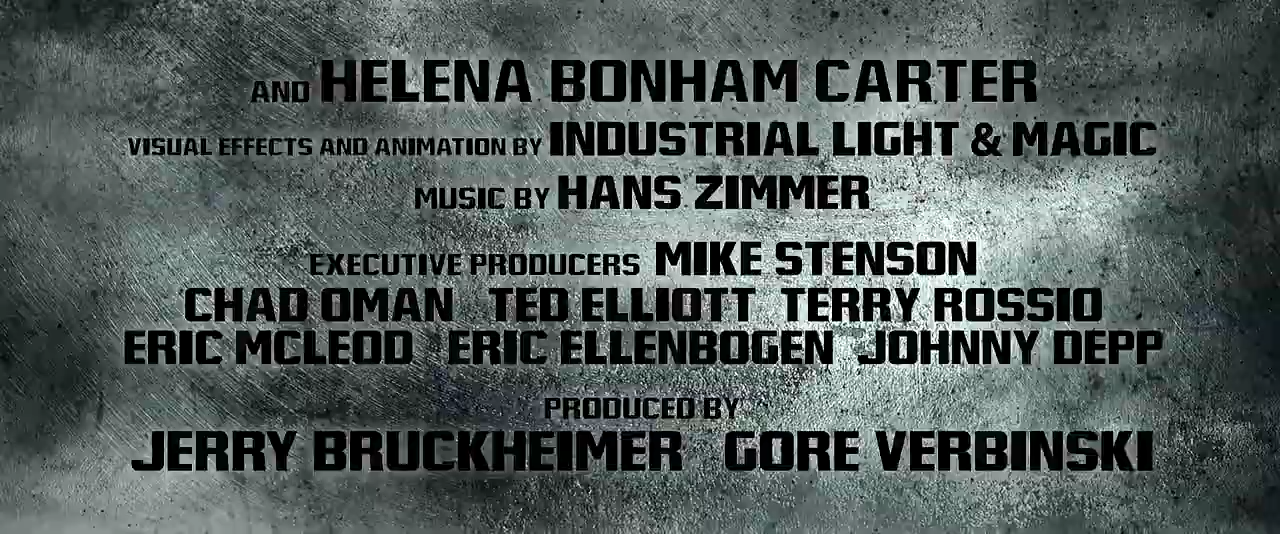 AND HELENA BONHAM CARTER
VISUAL EFFECTS AND ANIMATION BY INDUSTRIAL LIGHT & MAGIC
MUSIC BY HANS ZIMMER
EXECUTIVE PRODUCERS MIKE STENSON
CHAD OMAN TED ELLIOTT TERRY ROSSIO
ERIC MCLEOD ERIC ELLENBOGEN JOHNNY DEPP
PRODUCED BY
JERRY BRUCKHEIMER GORE VERBINSKI